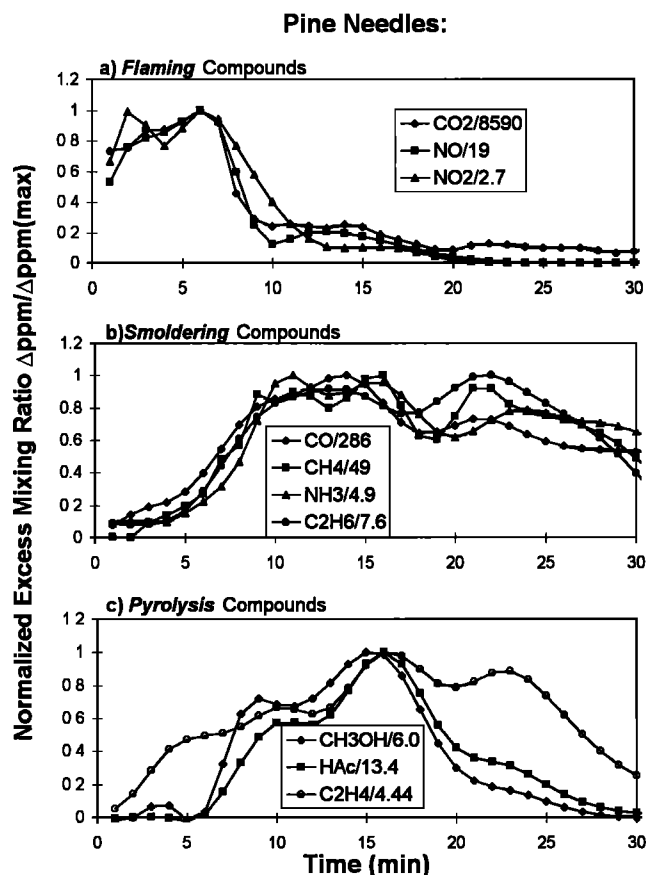 Pine Needles:
a) Flaming Compounds
1.2
1
0.8
0.6
0.4
0.2
0
CO2/8590
NO/19
NO2/2.7
0 5 10 15 20 25 30
b)Smoldering Compounds
1.2
1
0.8
0.6
0.4
0.2
0
CO/286
CH4/49
NH3/4.9
C2H6/7.6
0 5 10 15 20 25 30
c) Pyrolysis Compounds
1 2
1
0 8
0.6
0.4
0 2
0
CH3OH/6.0
HAc/13.4
C2H4/4.44
0 5 10 15 20 25 30
Time (min)
Normalized Excess Mixing Ratio Δppm/Δppm(max)